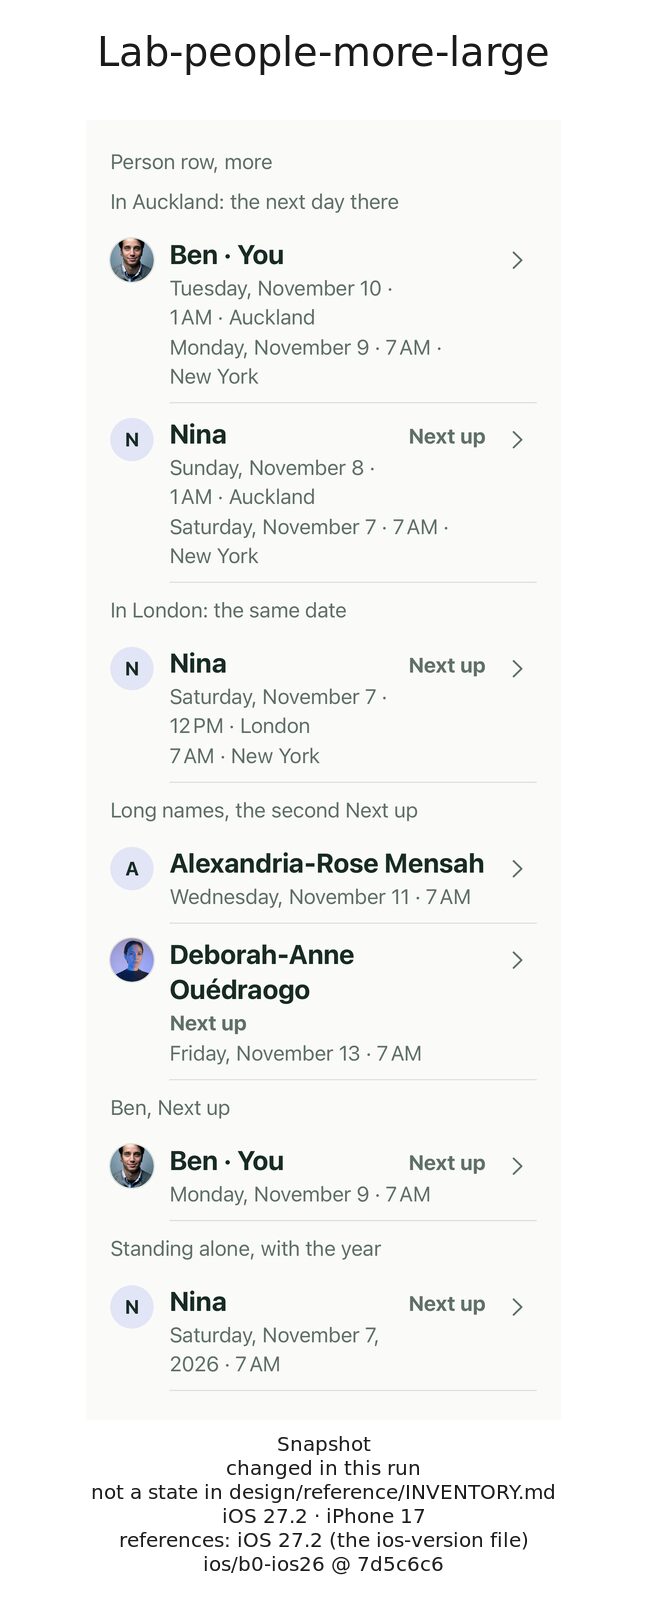 Lab-people-more-large
Person row, more
In Auckland: the next day there
Ben · You
Tuesday, November 10 ·
1 AM · Auckland
Monday, November 9 · 7 AM ·
New York
N
Nina
Next up
Sunday, November 8 ·
1 AM · Auckland
Saturday, November 7 · 7 AM ·
New York
In London: the same date
N
Nina
Next up
Saturday, November 7 ·
12 PM · London
7 AM · New York
Long names, the second Next up
A
Alexandria-Rose Mensah
Wednesday, November 11 · 7 AM
Deborah-Anne
Ouédraogo
Next up
Friday, November 13 · 7 AM
Ben, Next up
Ben · You
Next up
Monday, November 9 · 7 AM
Standing alone, with the year
N
Nina
Next up
Saturday, November 7,
2026 · 7 AM
Snapshot
changed in this run
not a state in design/reference/INVENTORY.md
iOS 27.2 · iPhone 17
references: iOS 27.2 (the ios-version file)
ios/b0-ios26 @ 7d5c6c6